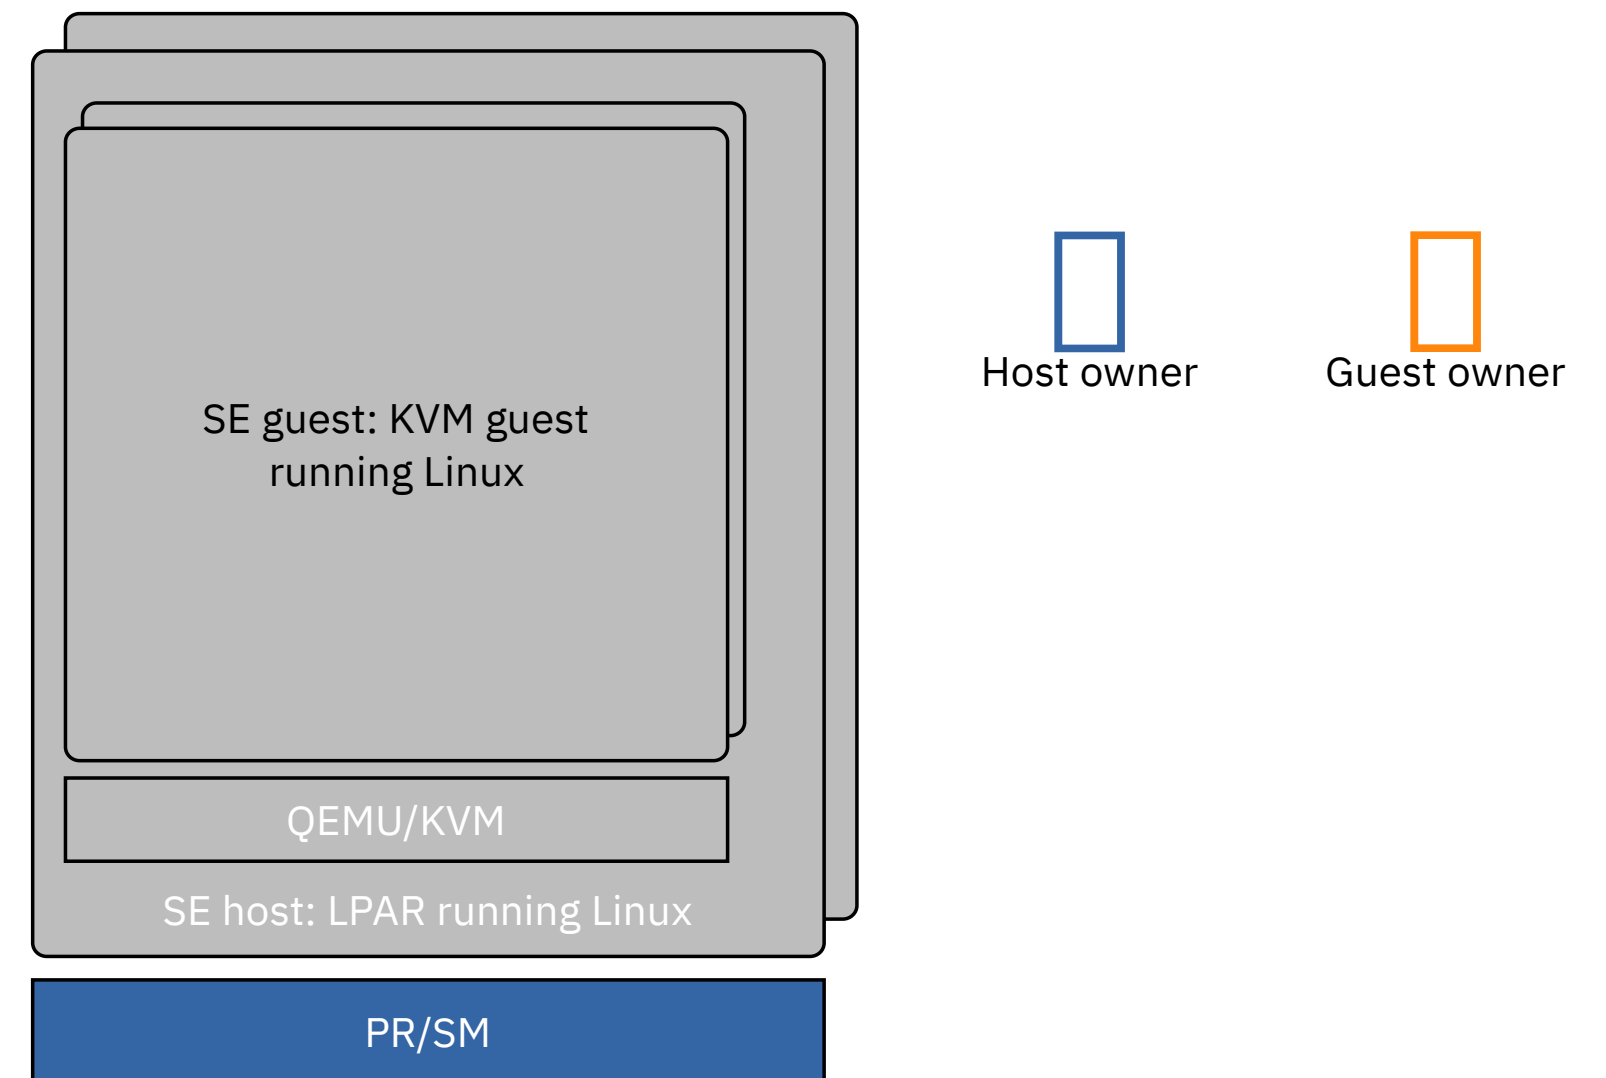 SE guest: KVM guest
running Linux
QEMU/KVM
SE host: LPAR running Linux
PR/SM
Host owner
Guest owner